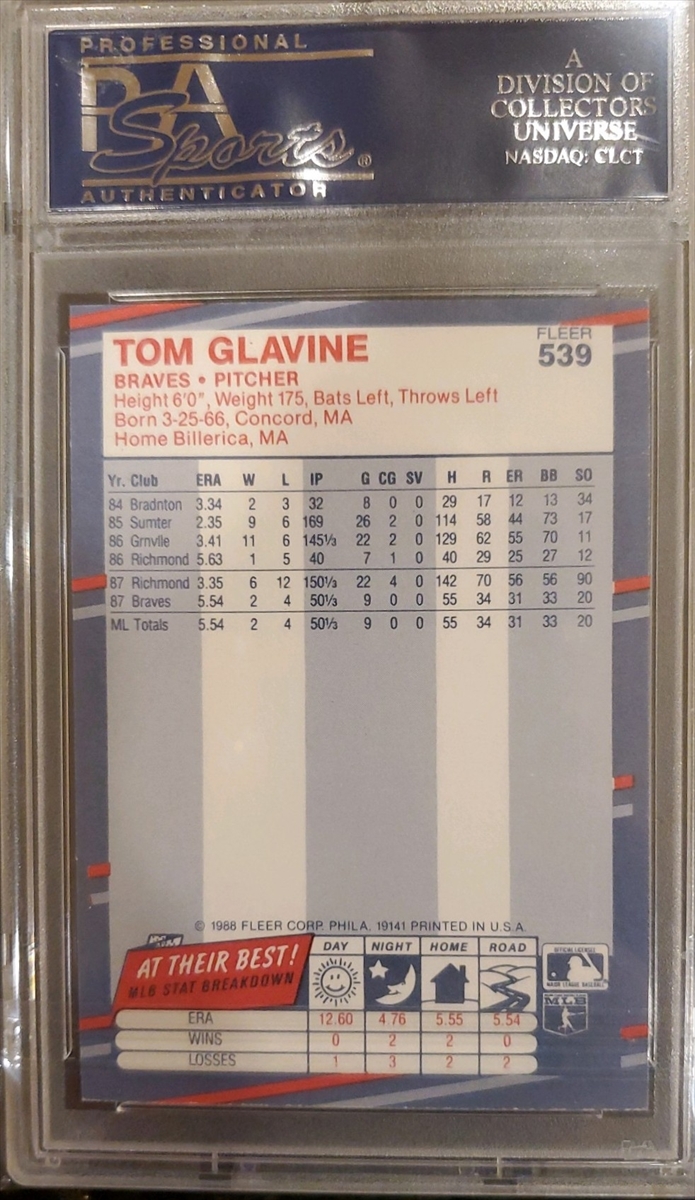 PROFESSIONAL
PSA
Sports®
AUTHENTICATOR
A
DIVISION OF
COLLECTORS
UNIVERSE
NASDAQ: CLCT
TOM GLAVINE
FLEER
539
BRAVES • PITCHER
Height 6'0", Weight 175, Bats Left, Throws Left
Born 3-25-66, Concord, MA
Home Billerica, MA
Yr. Club ERA W L IP G CG SV H R ER BB SO
84 Bradnton 3.34 2 3 32 8 0 0 29 17 12 13 34
85 Sumter 2.35 9 6 169 26 2 0 114 58 44 73 17
86 Grnvlle 3.41 11 6 145⅓ 22 2 0 129 62 55 70 11
86 Richmond 5.63 1 5 40 7 1 0 40 29 25 27 12
87 Richmond 3.35 6 12 150⅓ 22 4 0 142 70 56 56 90
87 Braves 5.54 2 4 50⅓ 9 0 0 55 34 31 33 20
ML Totals 5.54 2 4 50⅓ 9 0 0 55 34 31 33 20
© 1988 FLEER CORP. PHILA. 19141 PRINTED IN U.S.A.
AT THEIR BEST!
MLB STAT BREAKDOWN
DAY NIGHT HOME ROAD
OFFICIAL LICENSEE
MAJOR LEAGUE BASEBALL
MLB
ERA 12.60 4.76 5.55 5.54
WINS 0 2 2 0
LOSSES 1 3 2 2